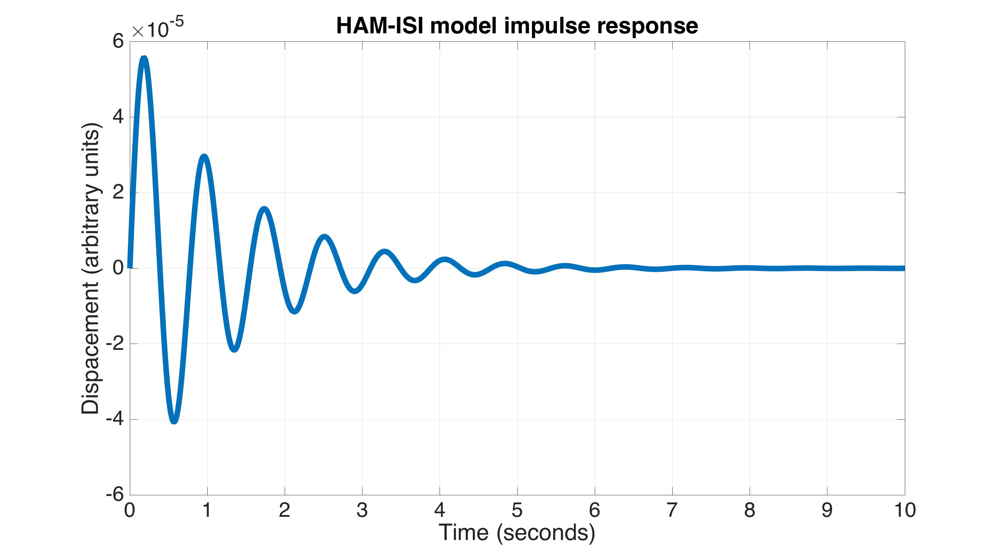 HAM-ISI model impulse response
×10-5
6
4
2
0
-2
-4
-6
Dispacement (arbitrary units)
0 1 2 3 4 5 6 7 8 9 10
Time (seconds)